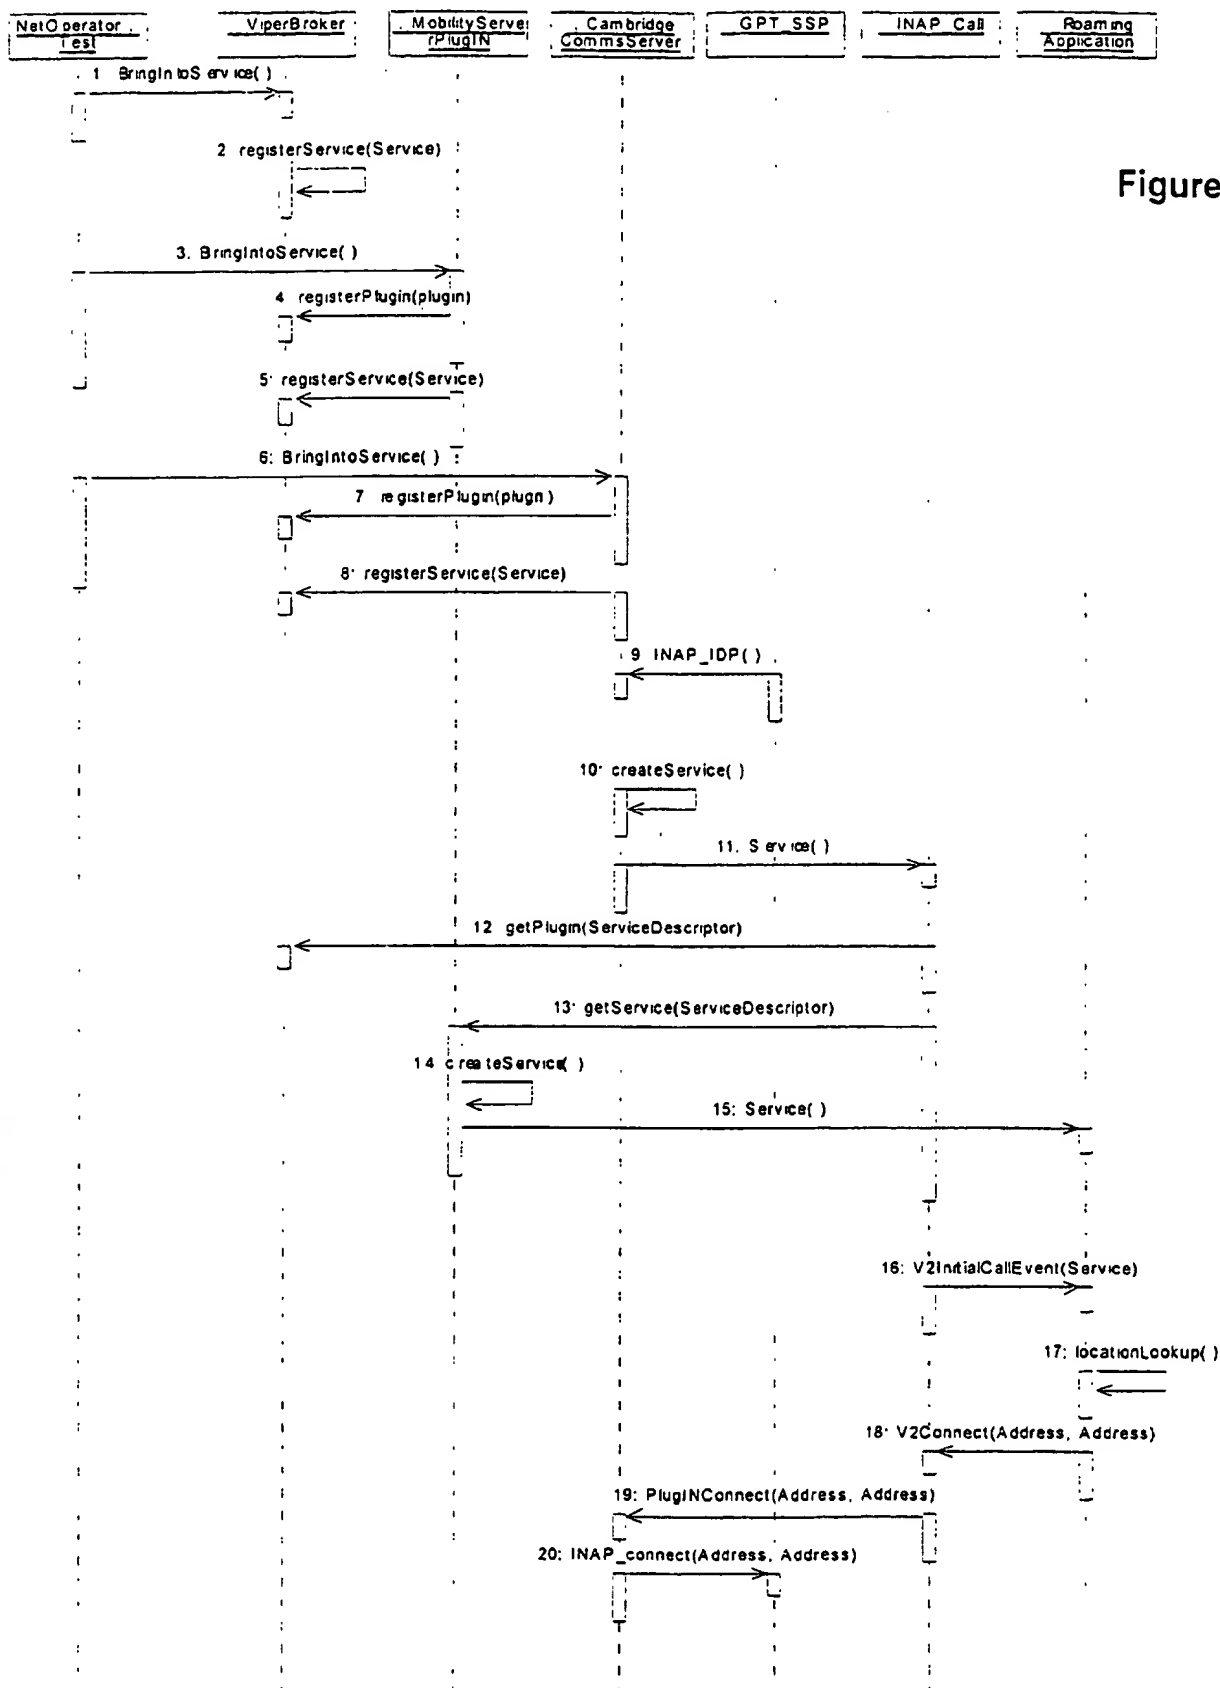 NetOperator :
Test
: ViperBroker
: MobilityServe
rPlugIN
: Cambridge
CommsServer
: GPT_SSP
: INAP_Call
: Roaming
Application
1: BringIntoService( )
2: registerService(Service)
Figure
3. BringIntoService( )
4 registerPlugin(plugin)
5: registerService(Service)
6: BringIntoService( )
7 registerPlugin(plugin)
8: registerService(Service)
9 INAP_IDP( )
10: createService( )
11. Service( )
12 getPlugin(ServiceDescriptor)
13: getService(ServiceDescriptor)
14 createService( )
15: Service( )
16: V2InitialCallEvent(Service)
17: locationLookup( )
18: V2Connect(Address, Address)
19: PlugINConnect(Address, Address)
20: INAP_connect(Address, Address)